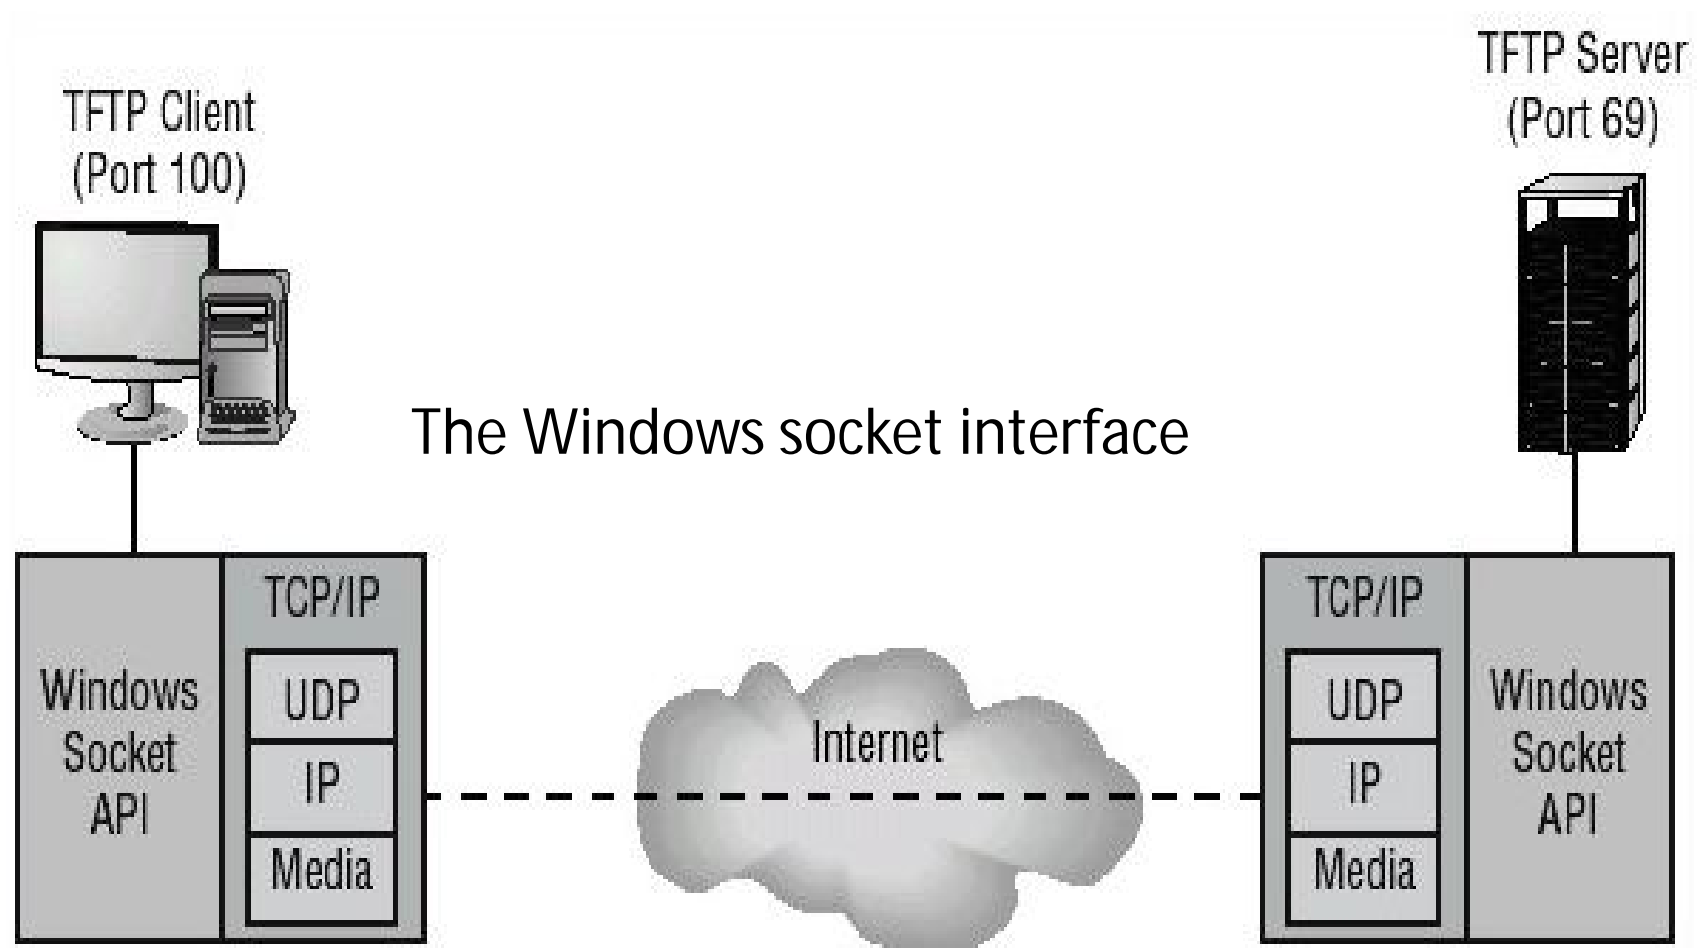 TFTP Server
(Port 69)
TFTP Client
(Port 100)
The Windows socket interface
TCP/IP
Windows
Socket
API
UDP
IP
Media
Internet
TCP/IP
UDP
IP
Media
Windows
Socket
API